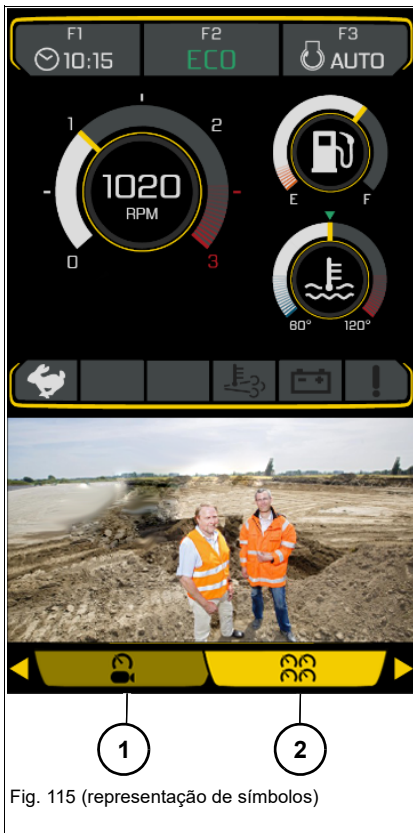 F1 F2 F3
10:15 ECO AUTO
1 2
1020
RPM
0 3
E F
80° 120°
1 2
Fig. 115 (representação de símbolos)